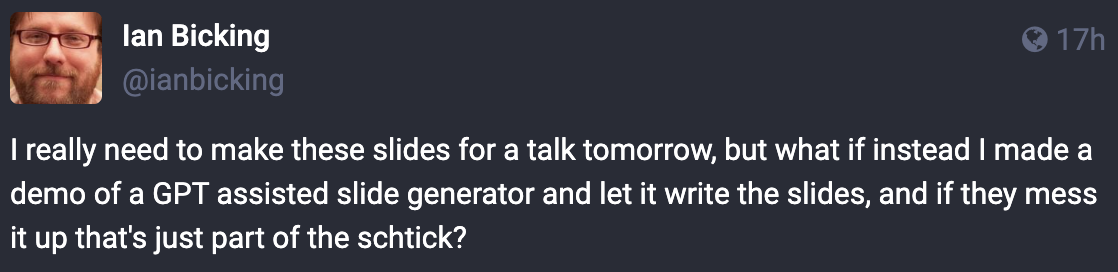 Ian Bicking
17h
@ianbicking
I really need to make these slides for a talk tomorrow, but what if instead I made a
demo of a GPT assisted slide generator and let it write the slides, and if they mess
it up that's just part of the schtick?